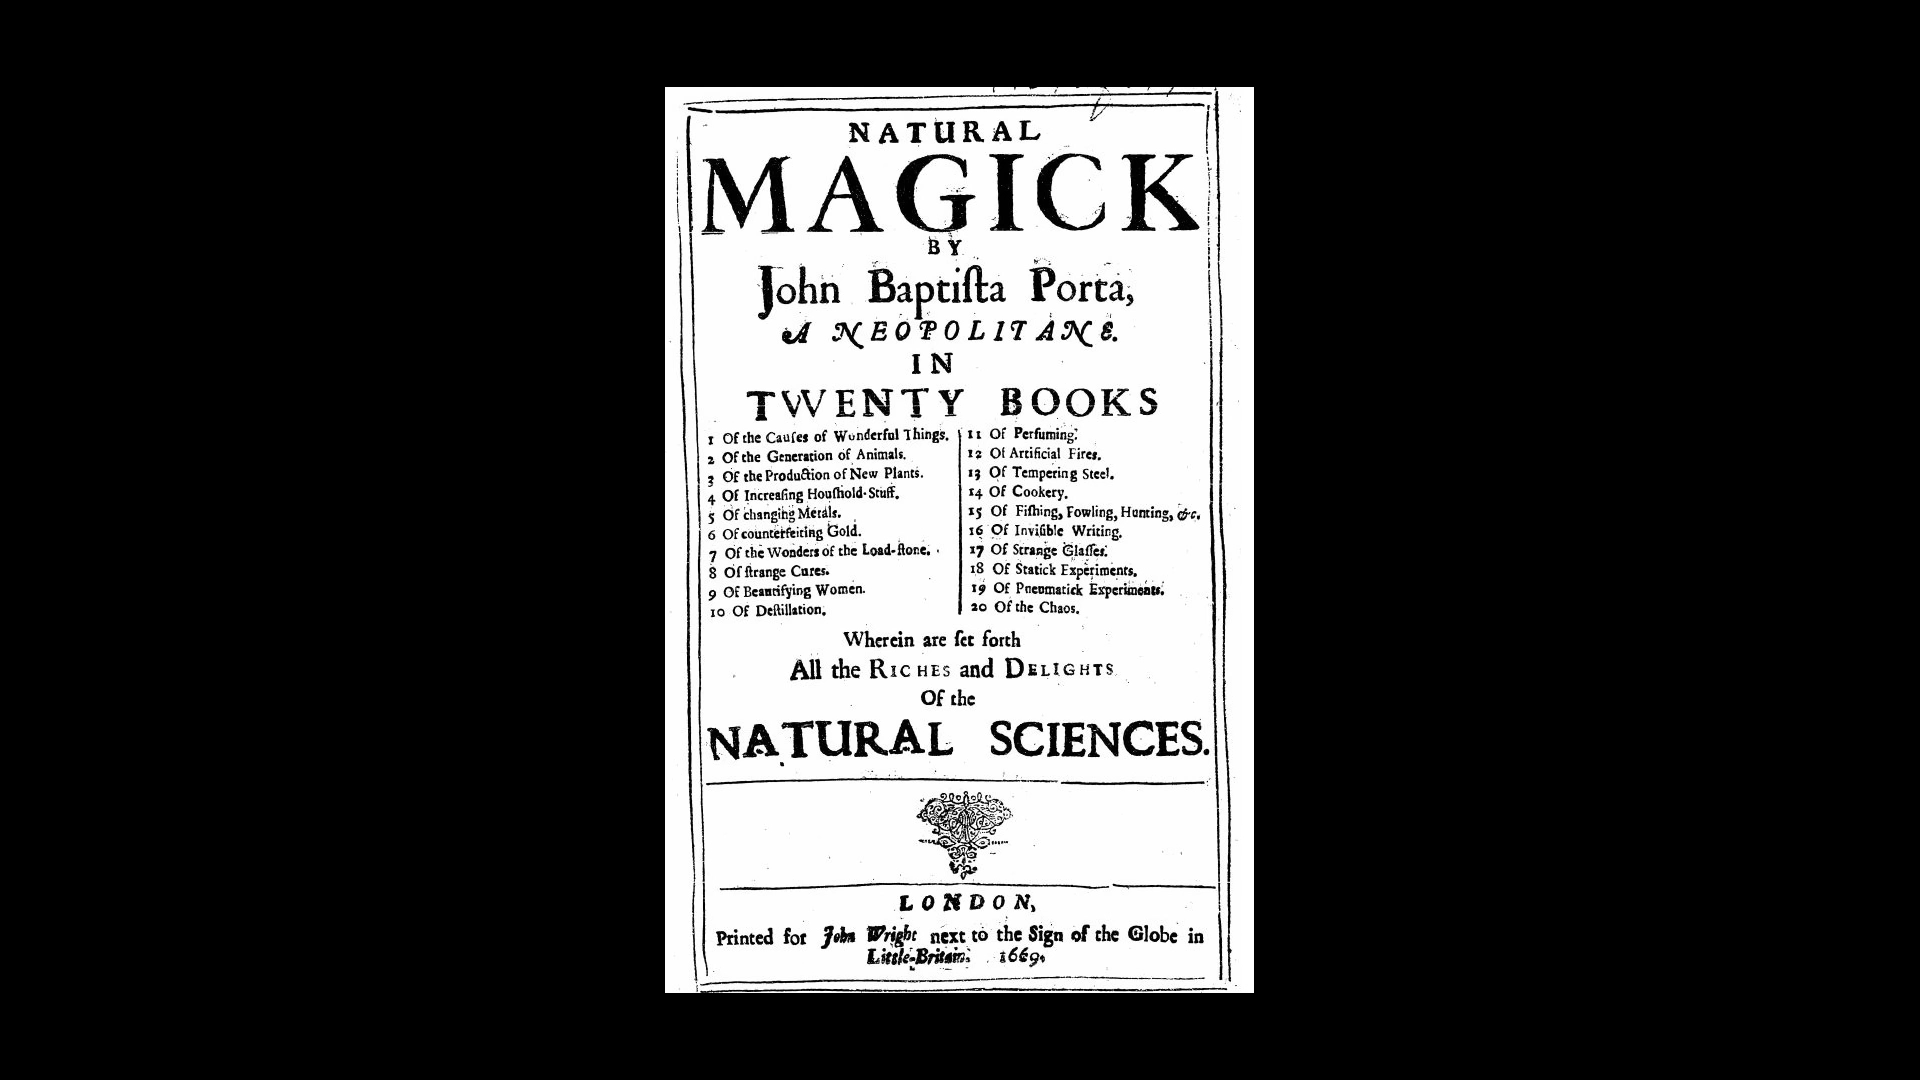 NATURAL
MAGICK
BY
John Baptiſta Porta,
A NEOPOLITANE.
IN
TWENTY BOOKS
1 Of the Cauſes of Wonderful Things.
2 Of the Generation of Animals.
3 Of the Production of New Plants.
4 Of Increaſing Houſhold-Stuff.
5 Of changing Metals.
6 Of counterfeiting Gold.
7 Of the Wonders of the Load-ſtone.
8 Of ſtrange Cures.
9 Of Beautifying Women.
10 Of Deſtillation.
11 Of Perfuming.
12 Of Artificial Fires.
13 Of Tempering Steel.
14 Of Cookery.
15 Of Fiſhing, Fowling, Hunting, &c.
16 Of Inviſible Writing.
17 Of Strange Glaſſes.
18 Of Statick Experiments.
19 Of Pneumatick Experiments.
20 Of the Chaos.
Wherein are ſet forth
All the RICHES and DELIGHTS
Of the
NATURAL SCIENCES.
LONDON,
Printed for John Wright next to the Sign of the Globe in
Little-Britain. 1669.